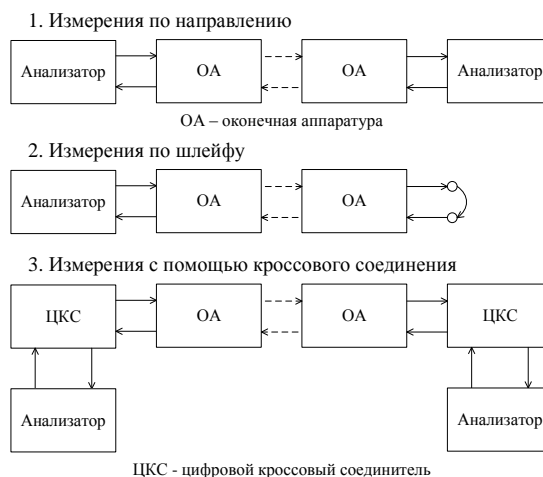 1. Измерения по направлению
Анализатор ОА ОА Анализатор
ОА – оконечная аппаратура
2. Измерения по шлейфу
Анализатор ОА ОА
3. Измерения с помощью кроссового соединения
ЦКС ОА ОА ЦКС
Анализатор Анализатор
ЦКС - цифровой кроссовый соединитель